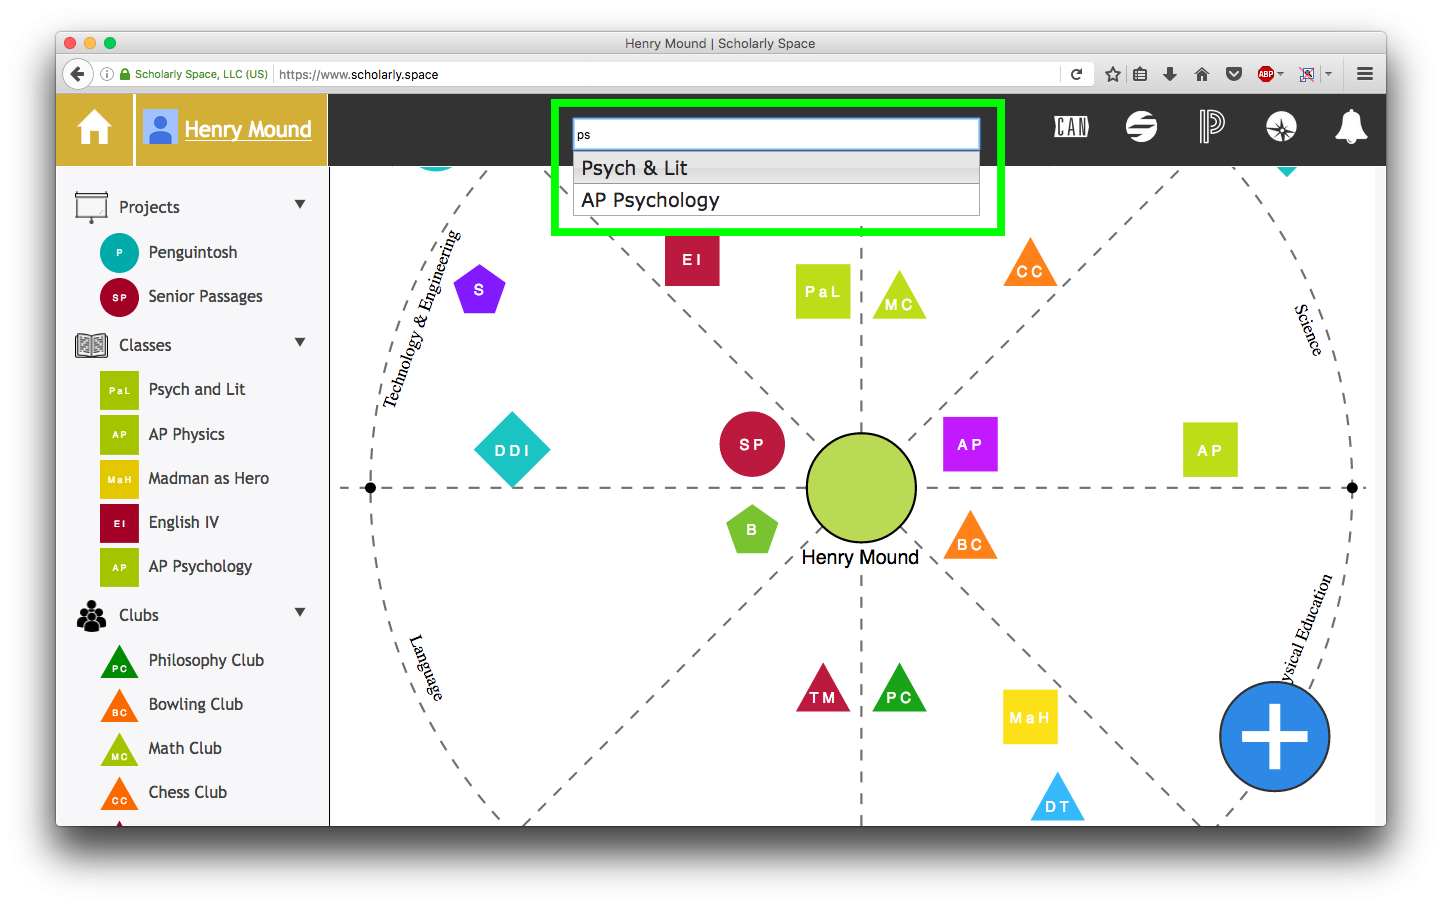 Henry Mound | Scholarly Space
Scholarly Space, LLC (US)
https://www.scholarly.space
ABP
Henry Mound
ps
Psych & Lit
AP Psychology
CAN
Projects
P
Penguintosh
SP
Senior Passages
Classes
PaL
Psych and Lit
AP
AP Physics
MaH
Madman as Hero
EI
English IV
AP
AP Psychology
Clubs
PC
Philosophy Club
BC
Bowling Club
MC
Math Club
CC
Chess Club
Technology & Engineering
S
EI
PaL
MC
CC
Science
DDI
SP
AP
AP
B
BC
Henry Mound
Language
ysical Education
TM
PC
MaH
DT